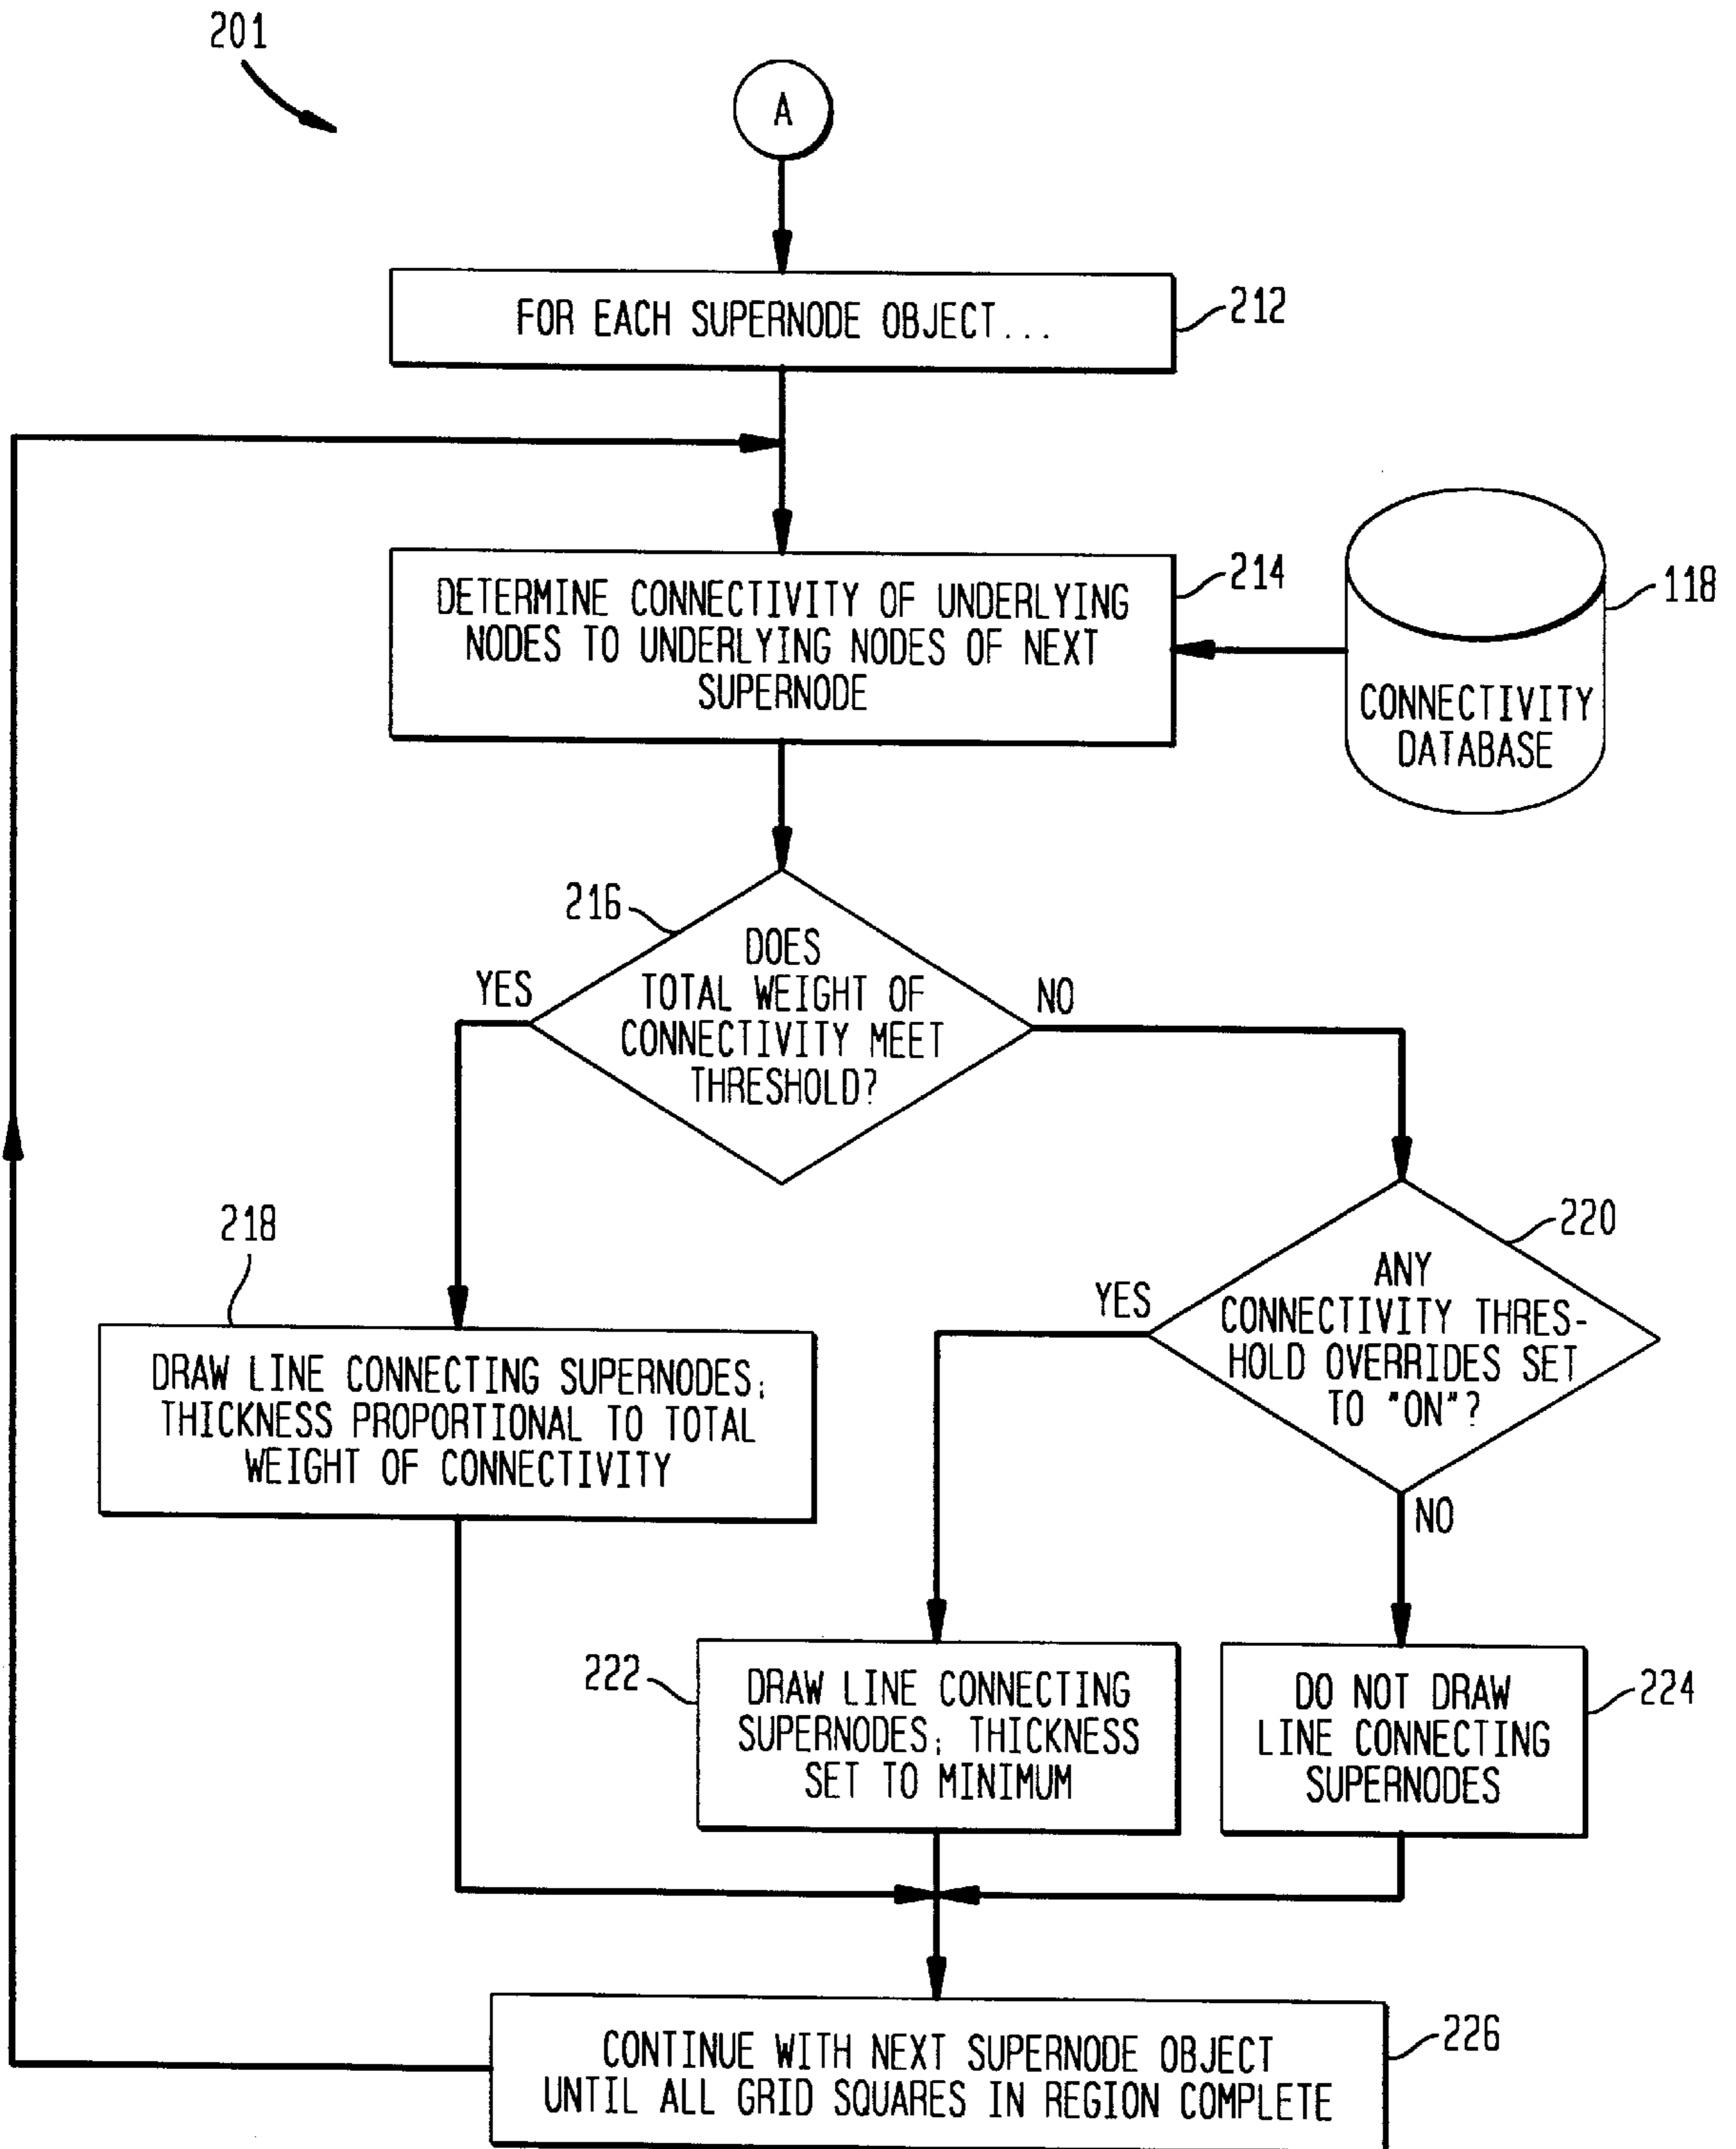 201
A
FOR EACH SUPERNODE OBJECT...
212
DETERMINE CONNECTIVITY OF UNDERLYING
NODES TO UNDERLYING NODES OF NEXT
SUPERNODE
214
118
CONNECTIVITY
DATABASE
216
DOES
TOTAL WEIGHT OF
CONNECTIVITY MEET
THRESHOLD?
YES
NO
218
DRAW LINE CONNECTING SUPERNODES;
THICKNESS PROPORTIONAL TO TOTAL
WEIGHT OF CONNECTIVITY
220
ANY
CONNECTIVITY THRES-
HOLD OVERRIDES SET
TO "ON"?
YES
NO
222
DRAW LINE CONNECTING
SUPERNODES; THICKNESS
SET TO MINIMUM
DO NOT DRAW
LINE CONNECTING
SUPERNODES
224
CONTINUE WITH NEXT SUPERNODE OBJECT
UNTIL ALL GRID SQUARES IN REGION COMPLETE
226